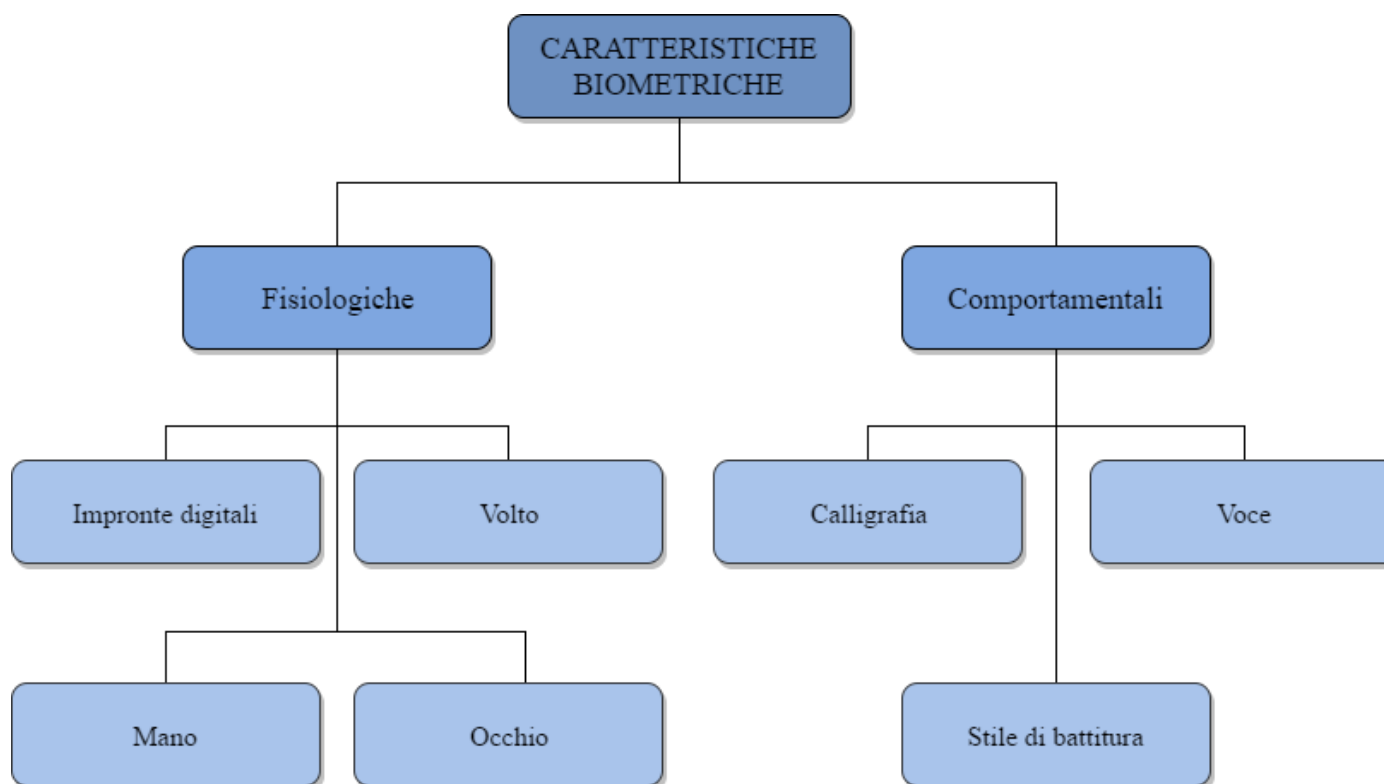 CARATTERISTICHE
BIOMETRICHE
Fisiologiche
Comportamentali
Impronte digitali
Volto
Calligrafia
Voce
Mano
Occhio
Stile di battitura